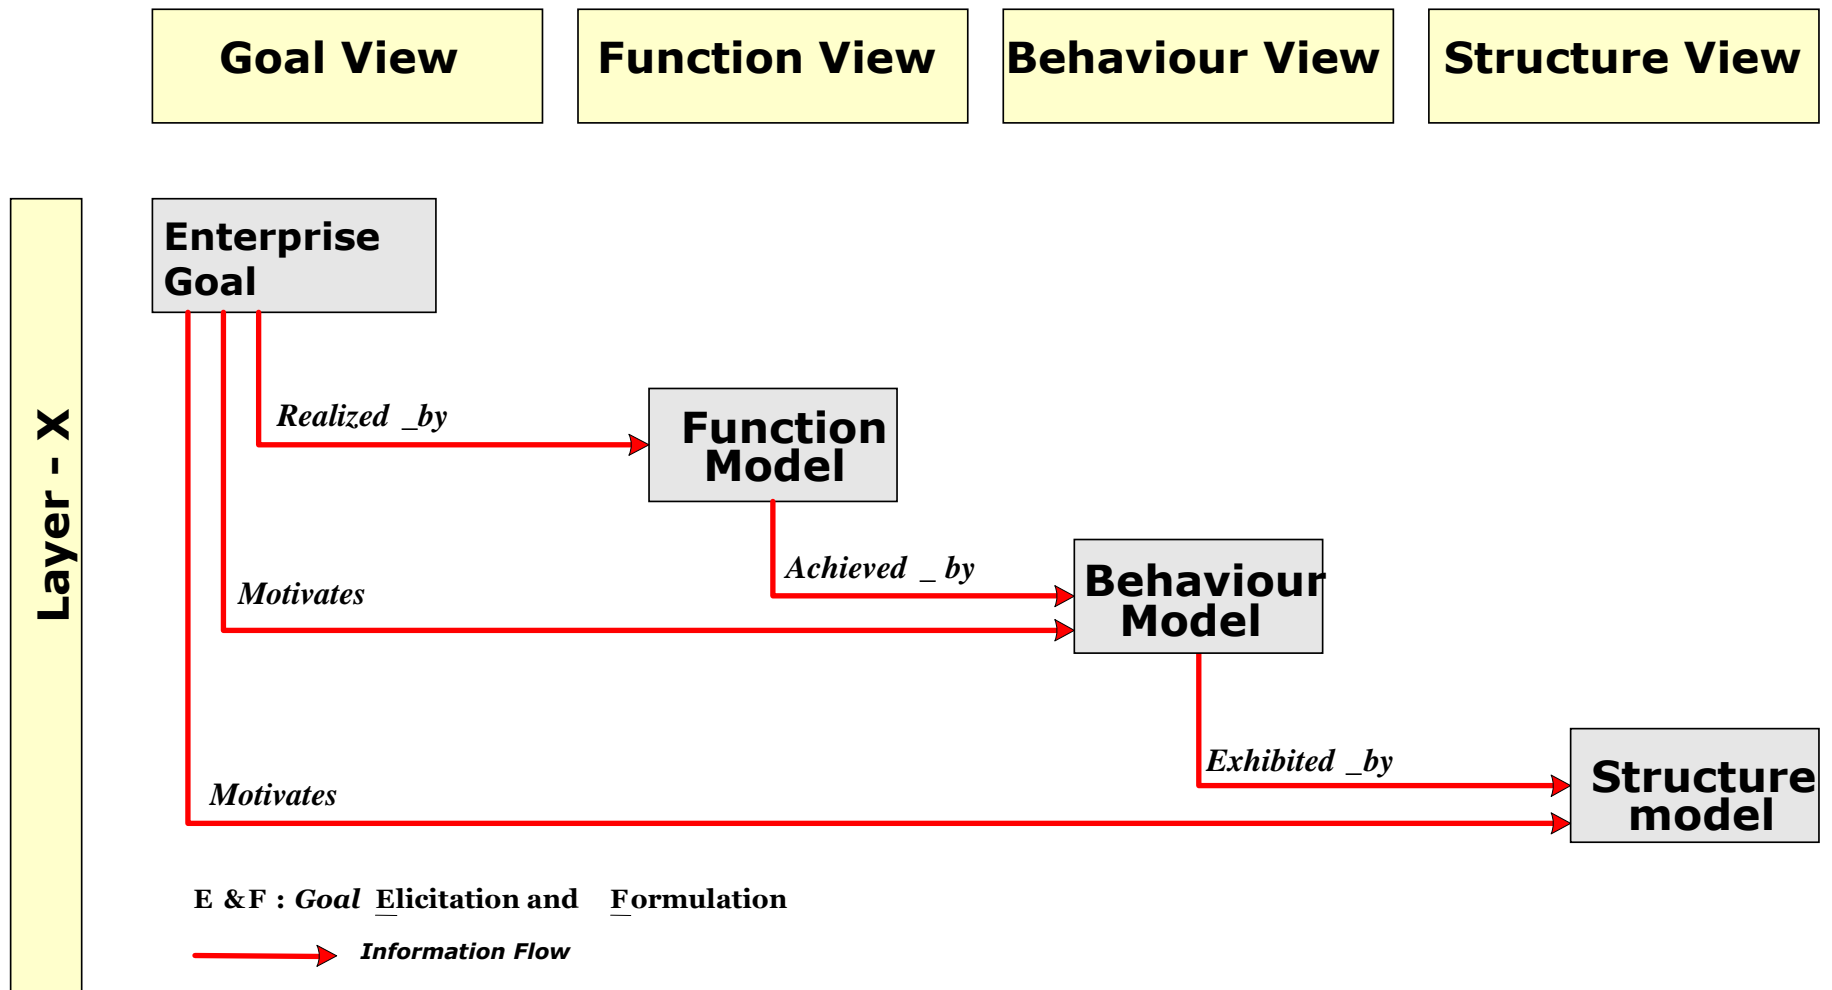 Goal View
Function View
Behaviour View
Structure View
Layer - X
Enterprise
Goal
Realized _by
Function
Model
Achieved _ by
Motivates
Behaviour
Model
Exhibited _by
Motivates
Structure
model
E &F : Goal Elicitation and Formulation
Information Flow